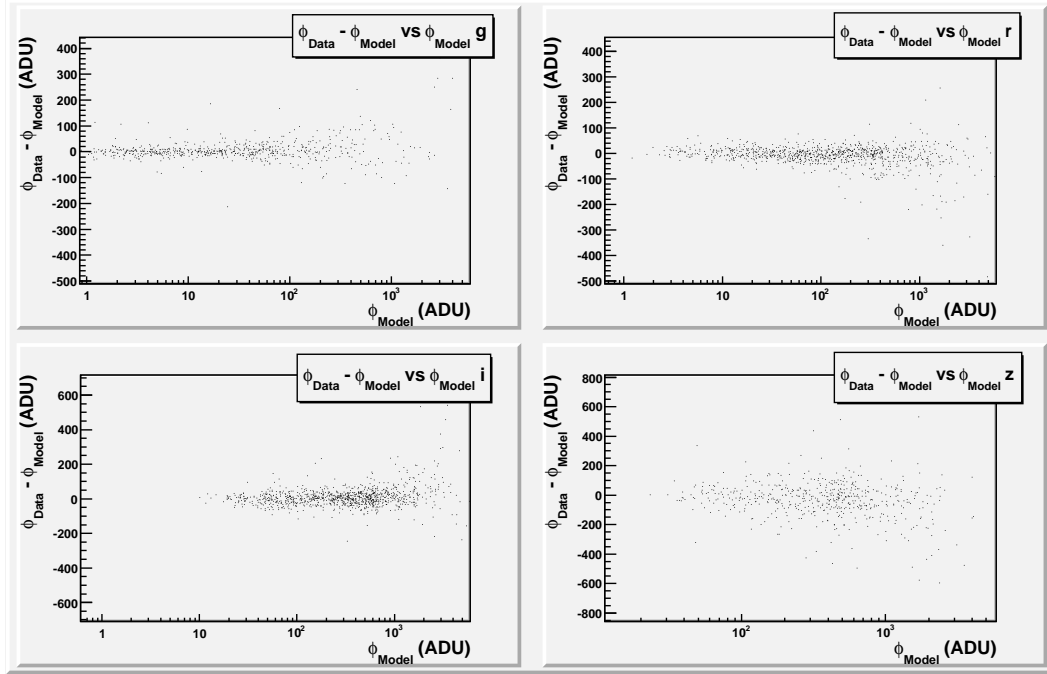 ϕData - ϕModel vs ϕModel g
ϕData - ϕModel (ADU)
400
300
200
100
0
-100
-200
-300
-400
-500
1 10 10² 10³
ϕModel (ADU)
ϕData - ϕModel vs ϕModel r
ϕData - ϕModel (ADU)
400
300
200
100
0
-100
-200
-300
-400
-500
1 10 10² 10³
ϕModel (ADU)
ϕData - ϕModel vs ϕModel i
ϕData - ϕModel (ADU)
600
400
200
0
-200
-400
-600
1 10 10² 10³
ϕModel (ADU)
ϕData - ϕModel vs ϕModel z
ϕData - ϕModel (ADU)
800
600
400
200
0
-200
-400
-600
-800
10² 10³
ϕModel (ADU)